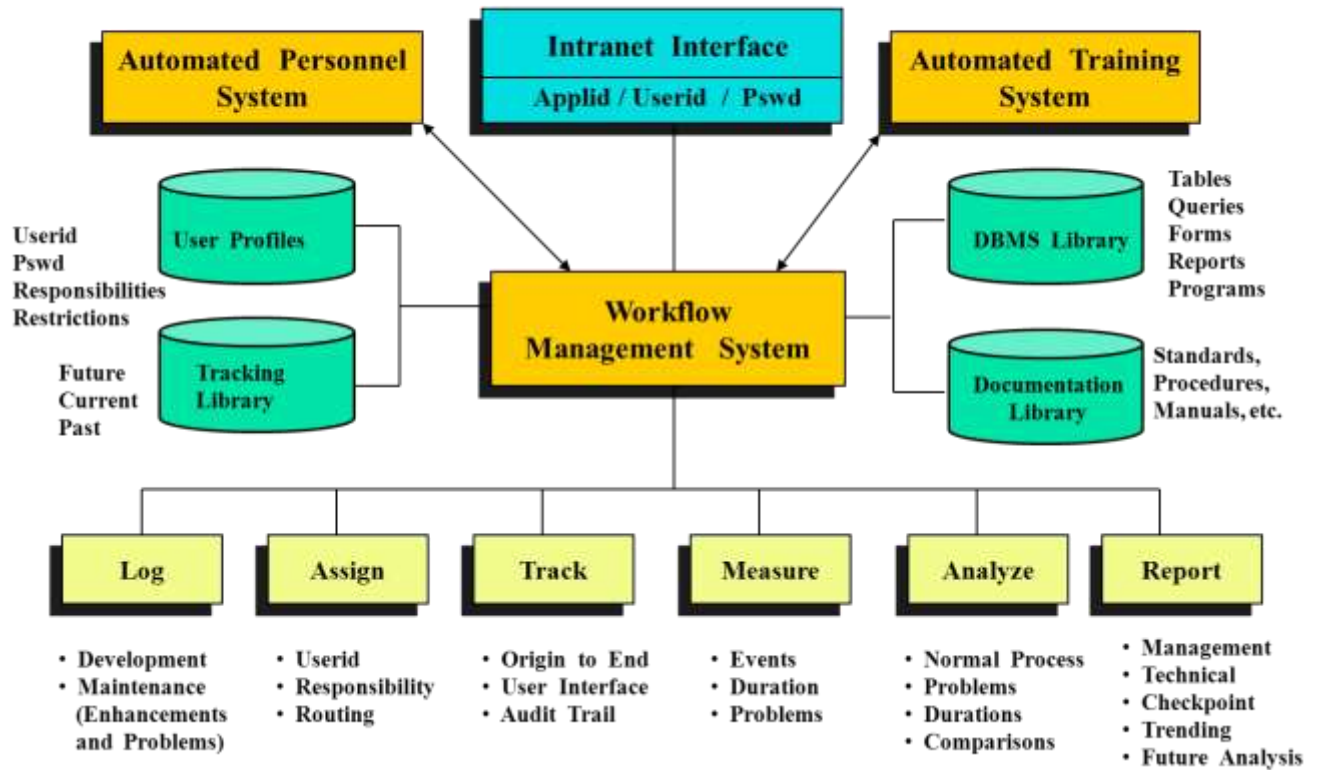 Automated Personnel
System
Intranet Interface
Applid / Userid / Pswd
Automated Training
System
Userid
Pswd
Responsibilities
Restrictions
User Profiles
Future
Current
Past
Tracking
Library
Workflow
Management System
DBMS Library
Tables
Queries
Forms
Reports
Programs
Documentation
Library
Standards,
Procedures,
Manuals, etc.
Log
• Development
• Maintenance
(Enhancements
and Problems)
Assign
• Userid
• Responsibility
• Routing
Track
• Origin to End
• User Interface
• Audit Trail
Measure
• Events
• Duration
• Problems
Analyze
• Normal Process
• Problems
• Durations
• Comparisons
Report
• Management
• Technical
• Checkpoint
• Trending
• Future Analysis